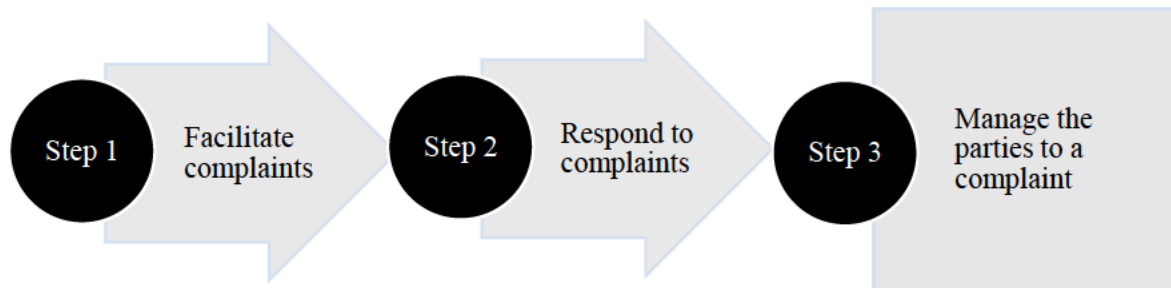 Step 1
Facilitate
complaints
Step 2
Respond to
complaints
Step 3
Manage the
parties to a
complaint